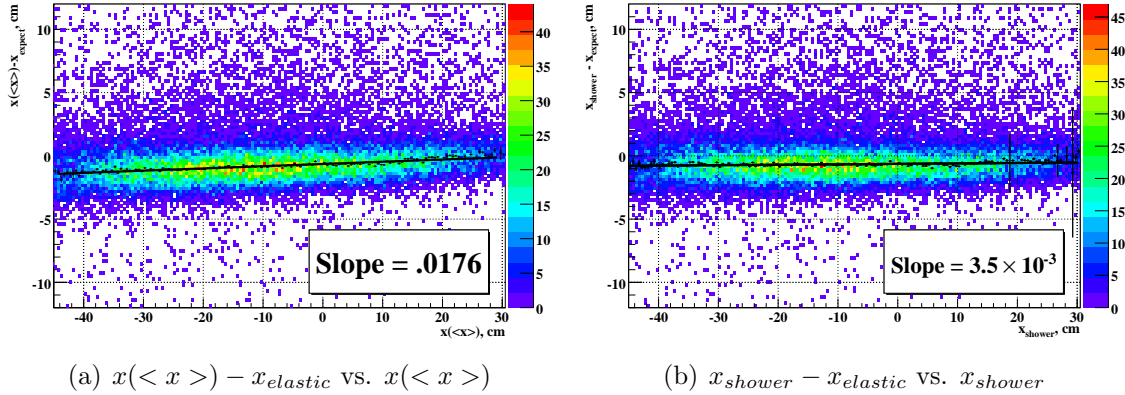 x(<x>)-x_expect, cm
10
5
0
-5
-10
Slope = .0176
-40 -30 -20 -10 0 10 20 30
x(<x>), cm
40
35
30
25
20
15
10
5
0
(a) x(< x >) − x_elastic vs. x(< x >)
x_shower - x_expect, cm
10
5
0
-5
-10
Slope = 3.5 × 10^-3
-40 -30 -20 -10 0 10 20 30
x_shower, cm
45
40
35
30
25
20
15
10
5
0
(b) x_shower − x_elastic vs. x_shower